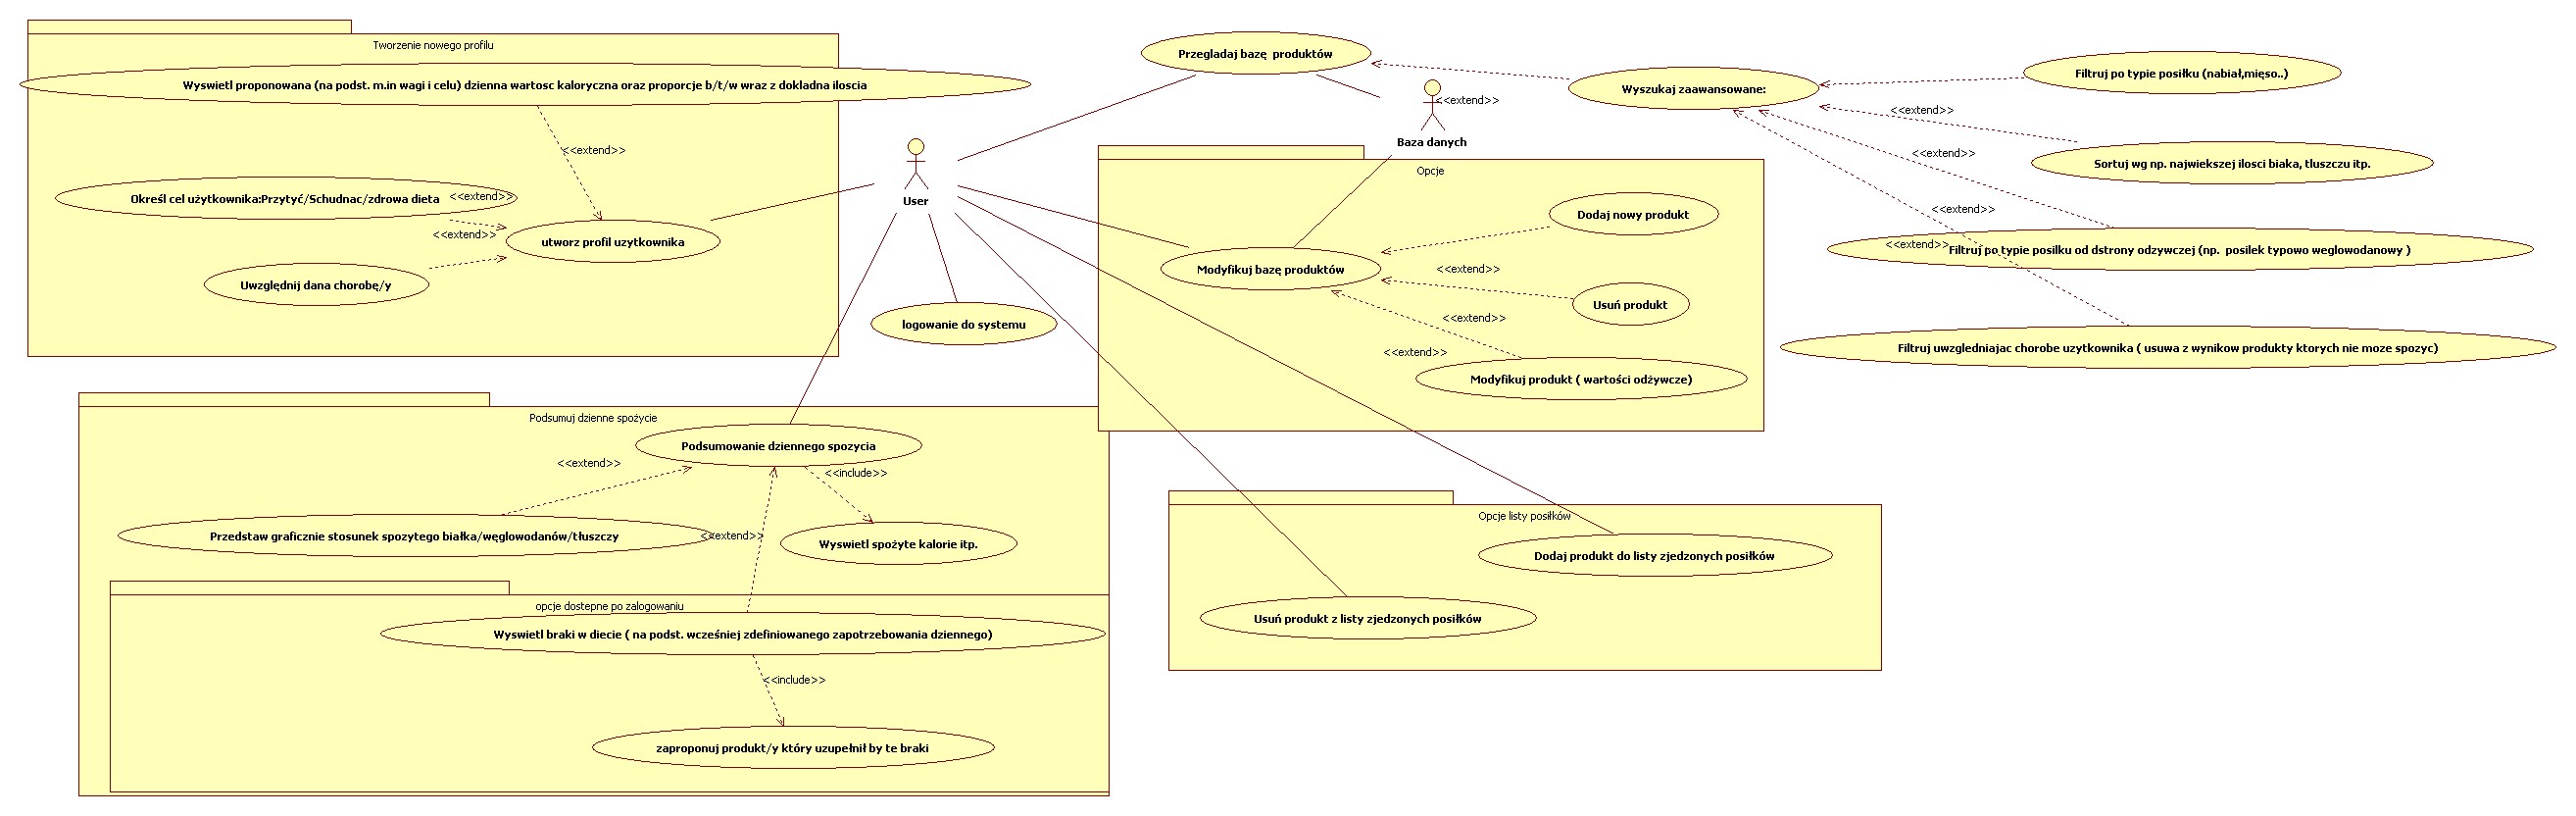 Tworzenie nowego profilu
Wyswietl proponowana (na podst. m.in wagi i celu) dzienna wartosc kaloryczna oraz proporcje b/t/w wraz z dokladna iloscia
<<extend>>
Określ cel użytkownika:Przytyć/Schudnac/zdrowa dieta
<<extend>>
<<extend>>
utworz profil uzytkownika
Uwzględnij dana chorobę/y
User
logowanie do systemu
Przegladaj bazę  produktów
<<extend>>
Baza danych
Wyszukaj zaawansowane:
Filtruj po typie posiłku (nabiał,mięso..)
<<extend>>
Sortuj wg np. najwiekszej ilosci biaka, tłuszczu itp.
<<extend>>
<<extend>>
<<extend>>
Filtruj po typie posilku od dstrony odzywczej (np.  posilek typowo weglowodanowy )
Filtruj uwzgledniajac chorobe uzytkownika ( usuwa z wynikow produkty ktorych nie moze spozyc)
Opcje
Dodaj nowy produkt
Modyfikuj bazę produktów
<<extend>>
Usuń produkt
<<extend>>
<<extend>>
Modyfikuj produkt ( wartości odżywcze)
Podsumuj dzienne spożycie
Podsumowanie dziennego spozycia
<<extend>>
<<include>>
Przedstaw graficznie stosunek spozytego białka/węglowodanów/tłuszczy
<<extend>>
Wyswietl spożyte kalorie itp.
opcje dostepne po zalogowaniu
Wyswietl braki w diecie ( na podst. wcześniej zdefiniowanego zapotrzebowania dziennego)
<<include>>
zaproponuj produkt/y który uzupełnił by te braki
Opcje listy posiłków
Dodaj produkt do listy zjedzonych posiłków
Usuń produkt z listy zjedzonych posiłków